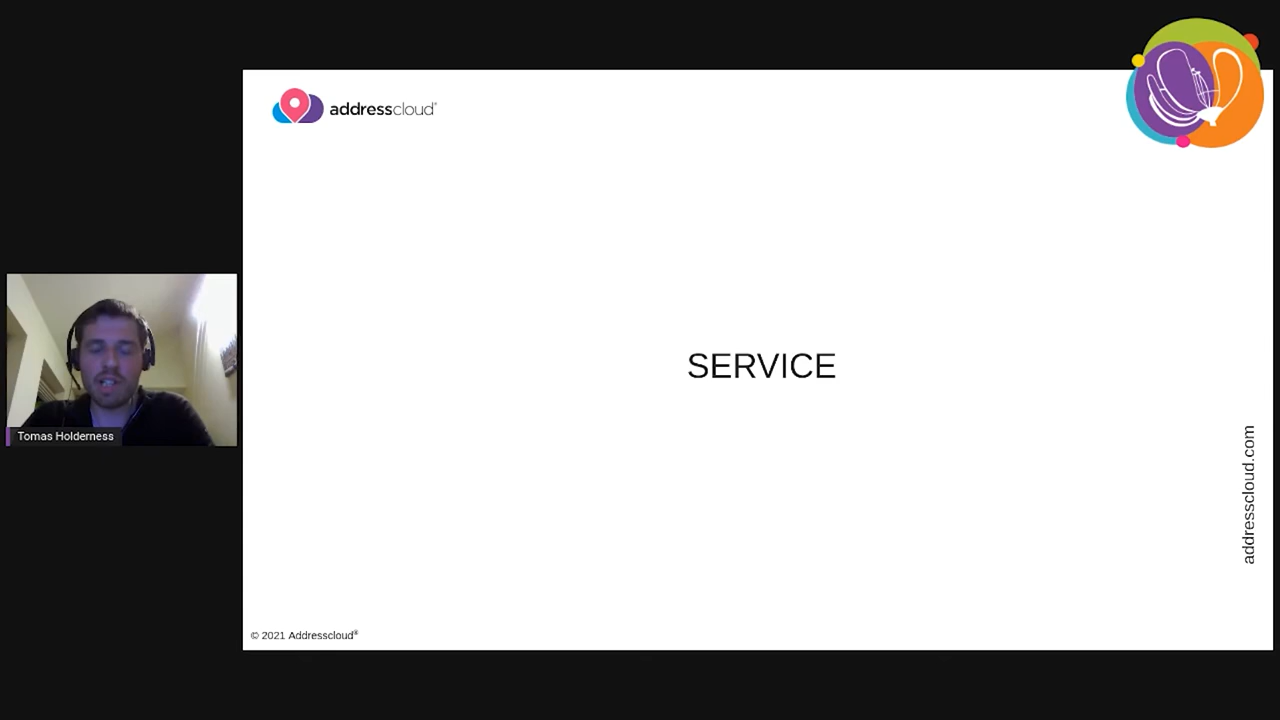 addresscloud®
SERVICE
addresscloud.com
Tomas Holderness
© 2021 Addresscloud®